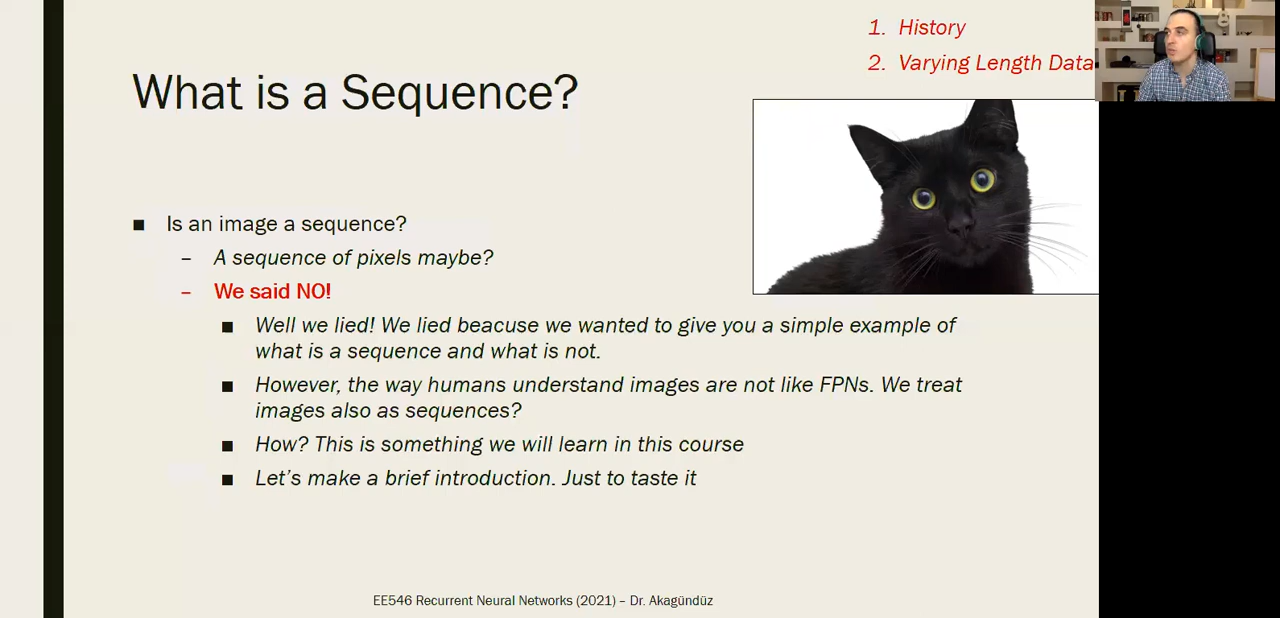 1. History
2. Varying Length Data
What is a Sequence?
■ Is an image a sequence?
– A sequence of pixels maybe?
– We said NO!
■ Well we lied! We lied beacuse we wanted to give you a simple example of
what is a sequence and what is not.
■ However, the way humans understand images are not like FPNs. We treat
images also as sequences?
■ How? This is something we will learn in this course
■ Let's make a brief introduction. Just to taste it
EE546 Recurrent Neural Networks (2021) – Dr. Akagündüz